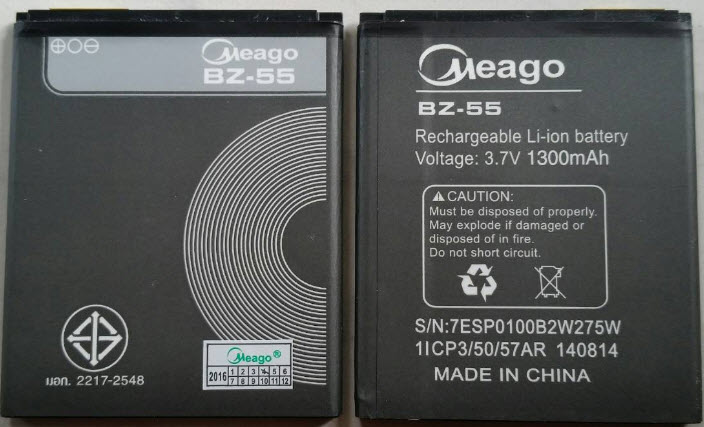 Meago
BZ-55
มอก. 2217-2548
Meago®
2016
1 2 3 5 6
7 8 9 10 11 12
Meago
BZ-55
Rechargeable Li-ion battery
Voltage: 3.7V 1300mAh
CAUTION:
Must be disposed of properly.
May explode if damaged or
disposed of in fire.
Do not short circuit.
S/N:7ESP0100B2W275W
1ICP3/50/57AR 140814
MADE IN CHINA